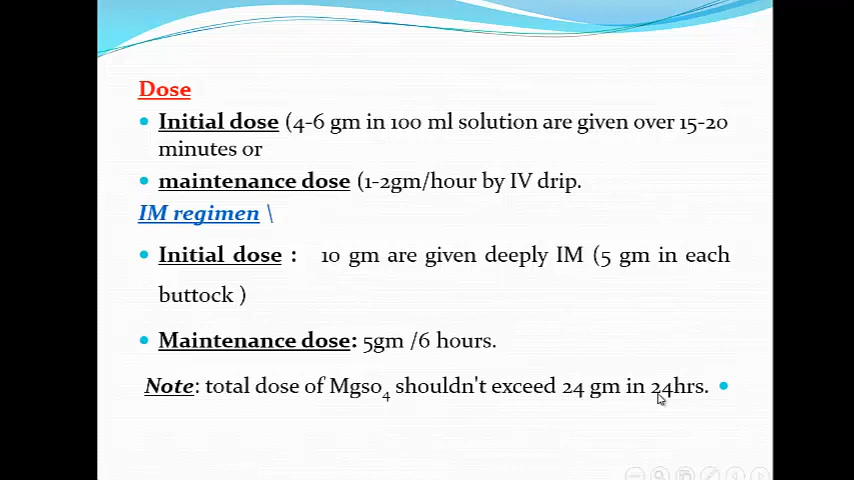 Dose
• Initial dose (4-6 gm in 100 ml solution are given over 15-20
minutes or
• maintenance dose (1-2gm/hour by IV drip.
IM regimen \
• Initial dose : 10 gm are given deeply IM (5 gm in each
buttock )
• Maintenance dose: 5gm /6 hours.
Note: total dose of Mgso4 shouldn't exceed 24 gm in 24hrs. •